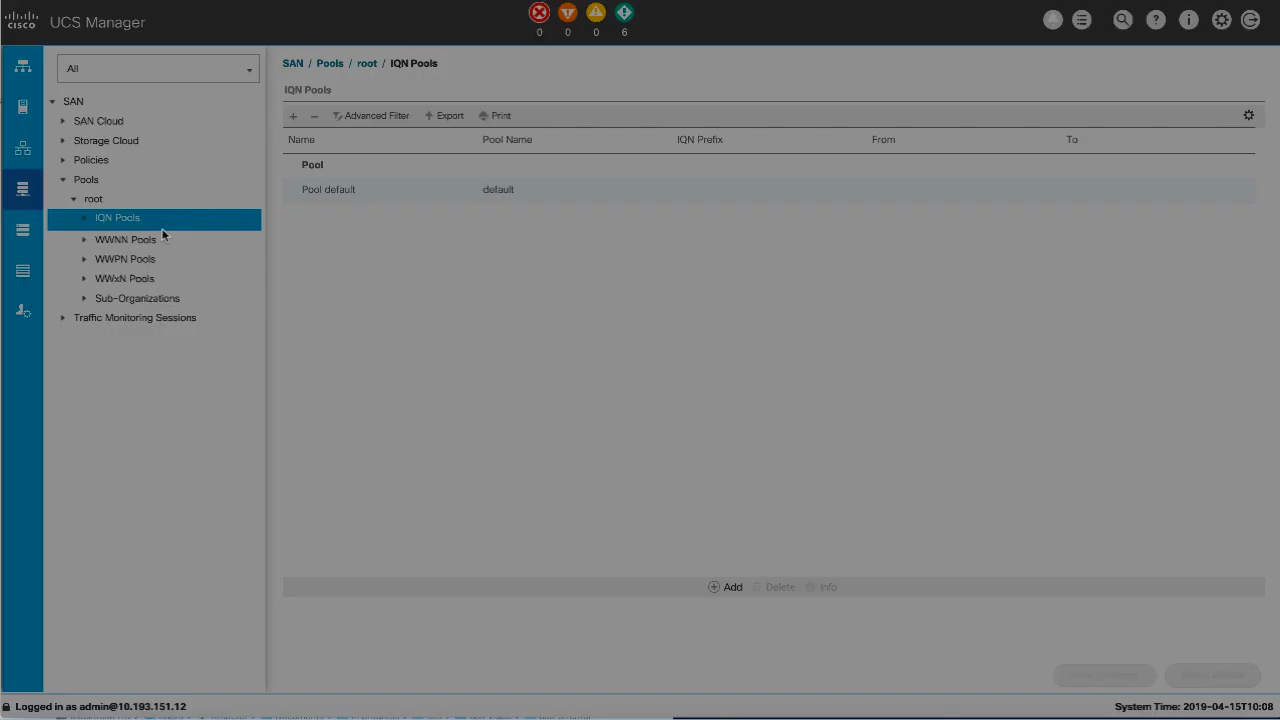 CISCO UCS Manager
0 0 0 6
All
SAN
SAN Cloud
Storage Cloud
Policies
Pools
root
IQN Pools
WWNN Pools
WWPN Pools
WWxN Pools
Sub-Organizations
Traffic Monitoring Sessions
SAN / Pools / root / IQN Pools
IQN Pools
+ − Advanced Filter Export Print
Name Pool Name IQN Prefix From To
Pool
Pool default default
Add Delete Info
Logged in as admin@10.193.151.12 System Time: 2019-04-15T10:08